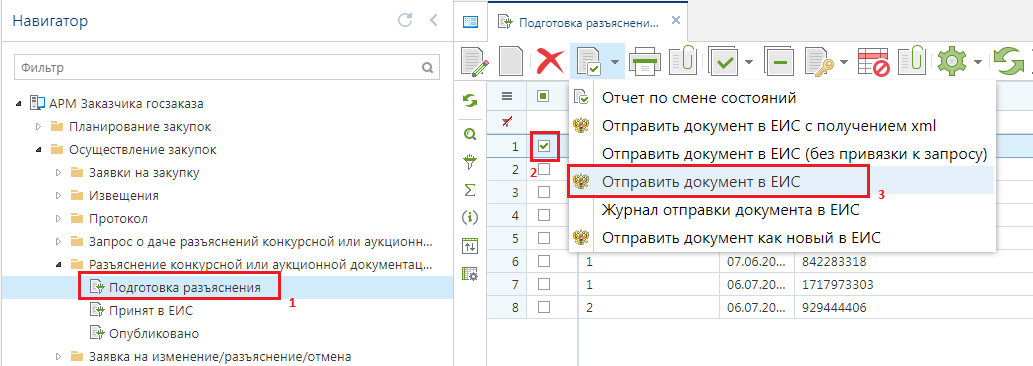 Навигатор
Фильтр
АРМ Заказчика госзаказа
Планирование закупок
Осуществление закупок
Заявки на закупку
Извещения
Протокол
Запрос о даче разъяснений конкурсной или аукционн...
Разъяснение конкурсной или аукционной документац...
Подготовка разъяснения
1
Принят в ЕИС
Опубликовано
Заявка на изменение/разъяснение/отмена
Подготовка разъяснени...
Отчет по смене состояний
Отправить документ в ЕИС с получением xml
Отправить документ в ЕИС (без привязки к запросу)
Отправить документ в ЕИС
3
Журнал отправки документа в ЕИС
Отправить документ как новый в ЕИС
1
2
2
3
4
5
6 1 07.06.20... 842283318
7 1 06.07.20... 1717973303
8 2 06.07.20... 929444406